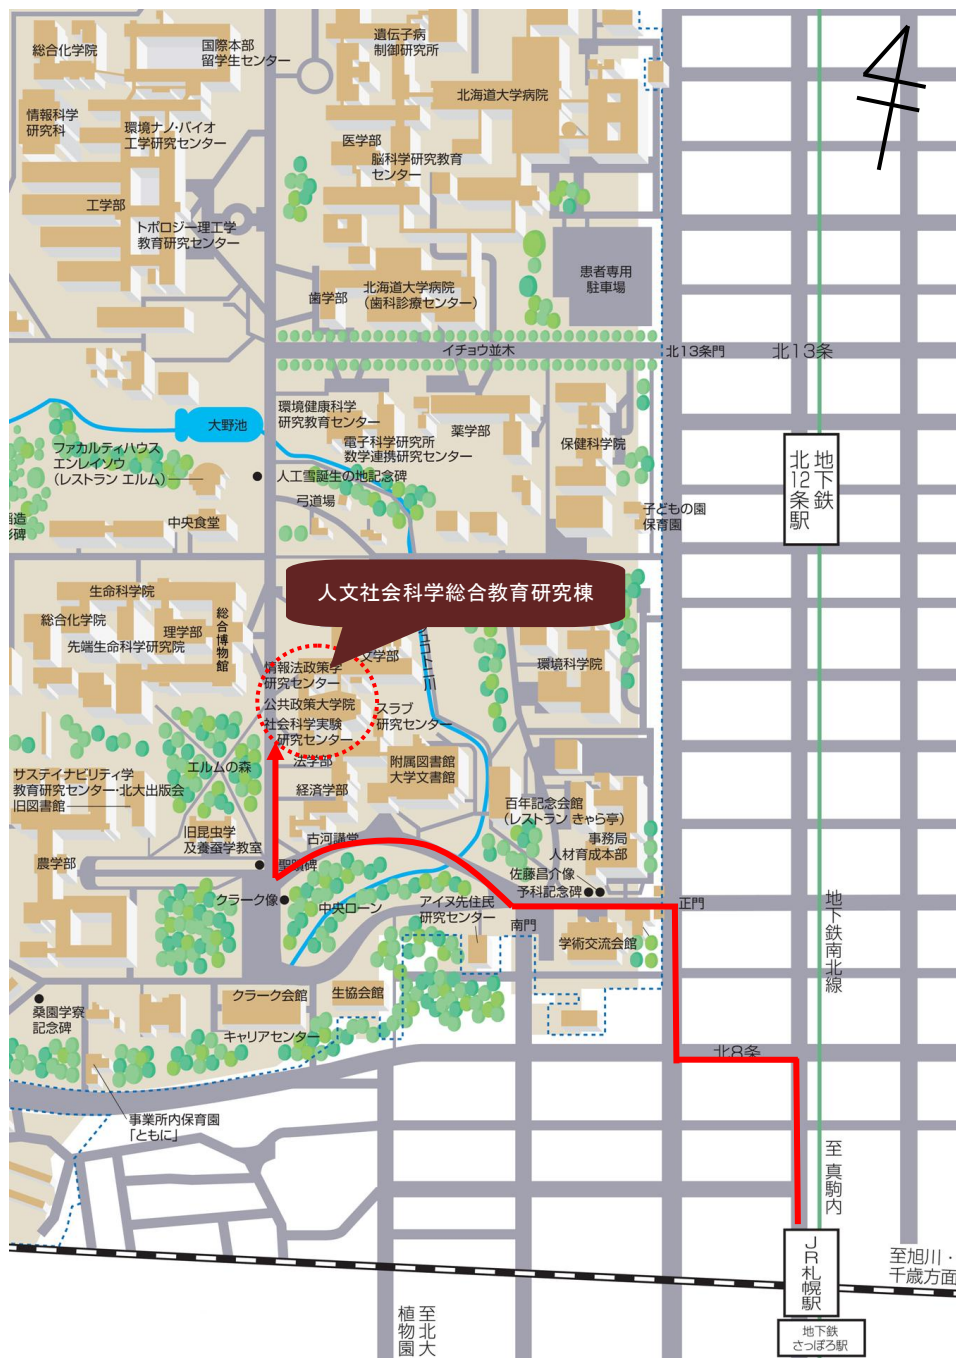 総合化学院
国際本部
留学生センター
遺伝子病
制御研究所
北海道大学病院
情報科学
研究科
環境ナノ・バイオ
工学研究センター
医学部
脳科学研究教育
センター
工学部
トポロジー理工学
教育研究センター
患者専用
駐車場
歯学部
北海道大学病院
(歯科診療センター)
イチョウ並木
北13条門
北13条
環境健康科学
研究教育センター
大野池
薬学部
電子科学研究所
数学連携研究センター
保健科学院
ファカルティハウス
エンレイソウ
(レストラン エルム)
人工雪誕生の地記念碑
地下鉄
北12条駅
弓道場
中央食堂
子どもの園
保育園
人文社会科学総合教育研究棟
生命科学院
総合化学院
理学部
先端生命科学研究院
総合博物館
文学部
情報法政策学
研究センター
環境科学院
公共政策大学院
スラブ
研究センター
社会科学実験
研究センター
法学部
エルムの森
附属図書館
大学文書館
サステイナビリティ学
教育研究センター・北大出版会
旧図書館
経済学部
百年記念会館
(レストラン きゃら亭)
事務局
人材育成本部
旧昆虫学
及養蚕学教室
古河講堂
農学部
聖蹟碑
佐藤昌介像
予科記念碑
クラーク像
中央ローン
アイヌ先住民
研究センター
正門
南門
学術交流会館
地下鉄南北線
クラーク会館
生協会館
桑園学寮
記念碑
キャリアセンター
北8条
事業所内保育園
「ともに」
至 真駒内
JR札幌駅
至旭川・
千歳方面
至北大
植物園
地下鉄
さっぽろ駅